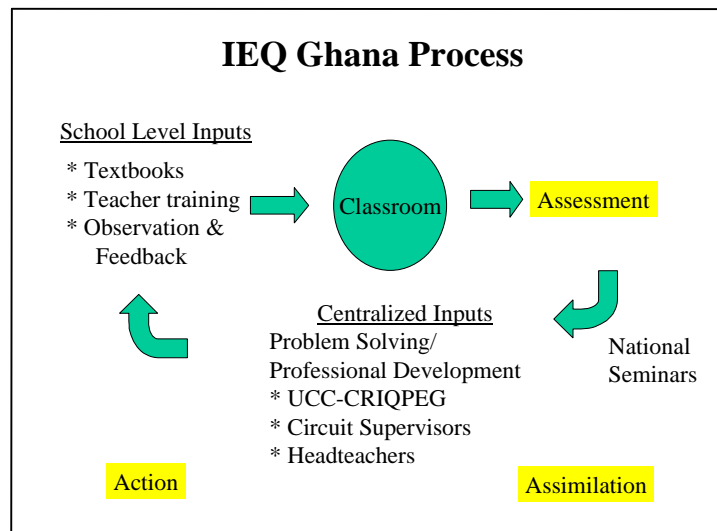 IEQ Ghana Process
School Level Inputs
* Textbooks
* Teacher training
* Observation &
Feedback
Classroom
Assessment
Centralized Inputs
Problem Solving/
Professional Development
* UCC-CRIQPEG
* Circuit Supervisors
* Headteachers
National
Seminars
Action
Assimilation